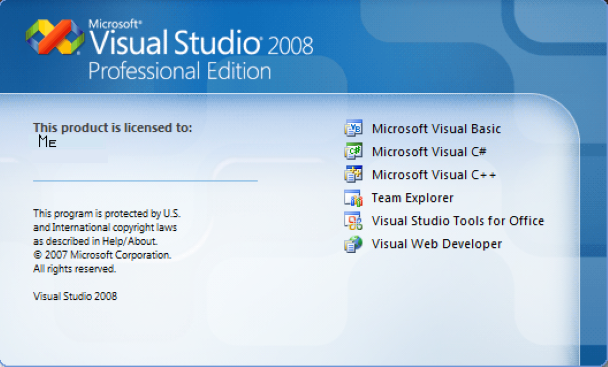 Microsoft®
Visual Studio® 2008
Professional Edition
This product is licensed to:
Me
This program is protected by U.S.
and International copyright laws
as described in Help/About.
© 2007 Microsoft Corporation.
All rights reserved.
Visual Studio 2008
Microsoft Visual Basic
Microsoft Visual C#
Microsoft Visual C++
Team Explorer
Visual Studio Tools for Office
Visual Web Developer